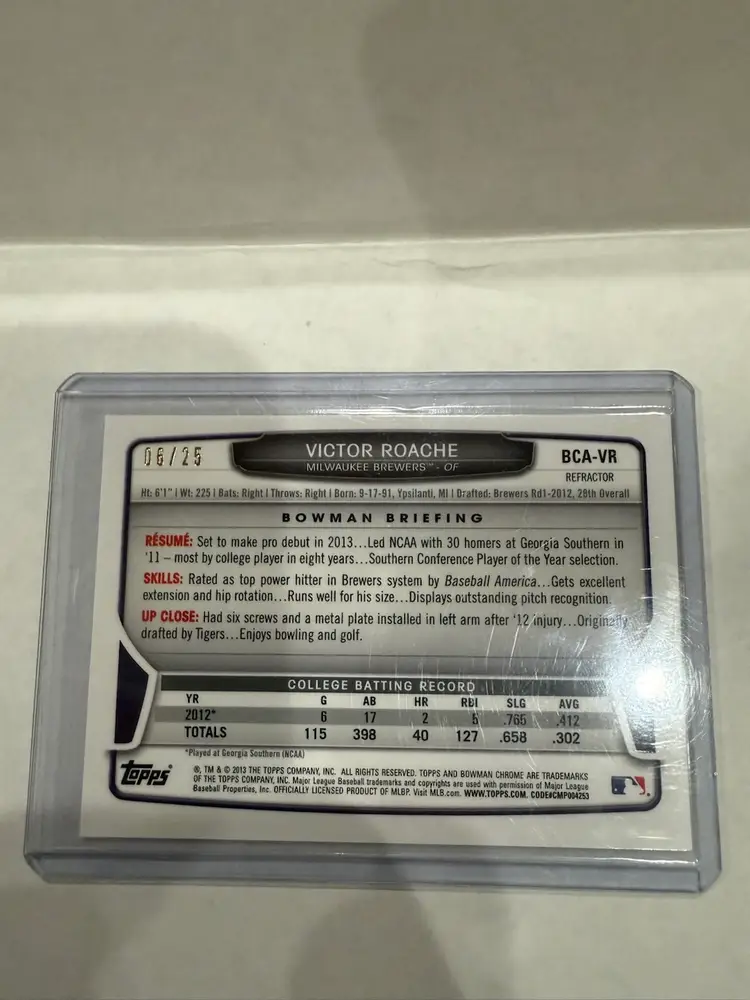 06/25
VICTOR ROACHE
MILWAUKEE BREWERS™ - OF
BCA-VR
REFRACTOR
Ht: 6'1" | Wt: 225 | Bats: Right | Throws: Right | Born: 9-17-91, Ypsilanti, MI | Drafted: Brewers Rd1-2012, 28th Overall
BOWMAN BRIEFING
RÉSUMÉ: Set to make pro debut in 2013...Led NCAA with 30 homers at Georgia Southern in
'11 – most by college player in eight years...Southern Conference Player of the Year selection.
SKILLS: Rated as top power hitter in Brewers system by Baseball America...Gets excellent
extension and hip rotation...Runs well for his size...Displays outstanding pitch recognition.
UP CLOSE: Had six screws and a metal plate installed in left arm after '12 injury...Originally
drafted by Tigers...Enjoys bowling and golf.
COLLEGE BATTING RECORD
YR G AB HR RBI SLG AVG
2012* 6 17 2 5 .765 .412
TOTALS 115 398 40 127 .658 .302
*Played at Georgia Southern (NCAA)
Topps
®, TM & © 2013 THE TOPPS COMPANY, INC. ALL RIGHTS RESERVED. TOPPS AND BOWMAN CHROME ARE TRADEMARKS
OF THE TOPPS COMPANY, INC. Major League Baseball trademarks and copyrights are used with permission of Major League
Baseball Properties, Inc. OFFICIALLY LICENSED PRODUCT OF MLBP. Visit MLB.com. WWW.TOPPS.COM. CODE#CMP004253